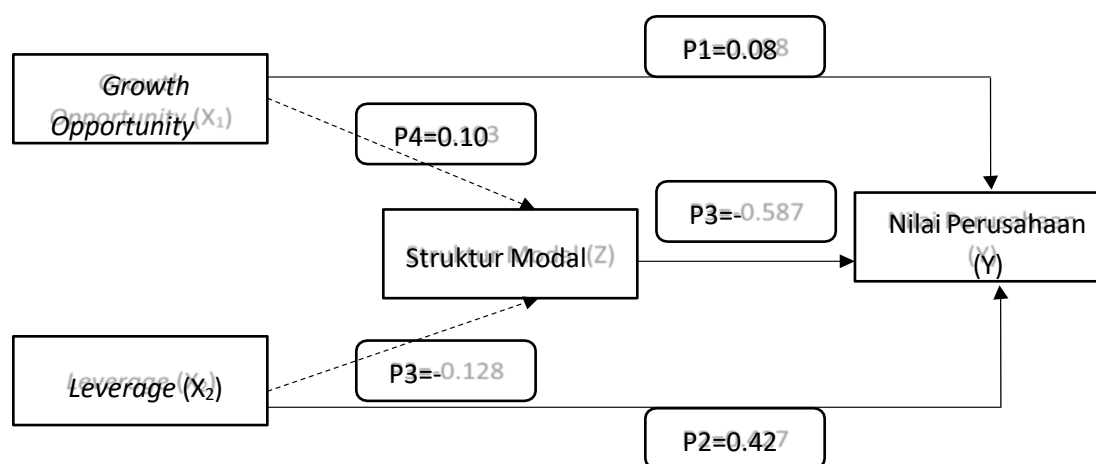 P1=0.088
Growth
Opportunity (X₁)
P4=0.103
P3=-0.587
Struktur Modal (Z)
Nilai Perusahaan
(Y)
Leverage (X₂)
P3=-0.128
P2=0.427